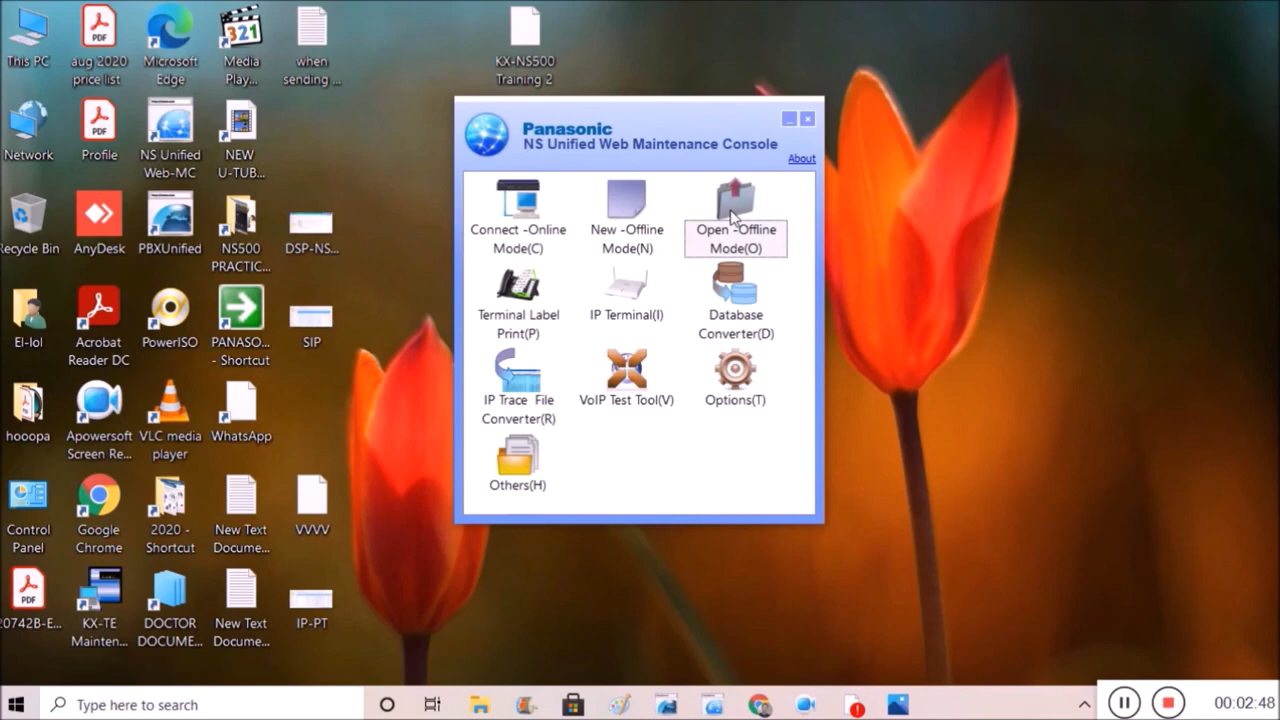 This PC
aug 2020
price list
Microsoft
Edge
321
Media
Play...
when
sending ...
KX-NS500
Training 2
Network
Profile
NS Unified
Web-MC
NEW
U-TUB...
Recycle Bin
AnyDesk
PBXUnified
NS500
PRACTIC...
DSP-NS...
El-lol
Acrobat
Reader DC
PowerISO
PANASO...
- Shortcut
SIP
hooopa
Apowersoft
Screen Re...
VLC media
player
WhatsApp
Control
Panel
Google
Chrome
2020 -
Shortcut
New Text
Docume...
VVVV
20742B-E...
KX-TE
Mainten...
DOCTOR
DOCUME...
New Text
Docume...
IP-PT
PDF
PDF
PDF
Panasonic
NS Unified Web Maintenance Console
About
Connect -Online
Mode(C)
New -Offline
Mode(N)
Open -Offline
Mode(O)
Terminal Label
Print(P)
IP Terminal(I)
Database
Converter(D)
IP Trace File
Converter(R)
VoIP Test Tool(V)
Options(T)
Others(H)
Type here to search
00:02:48